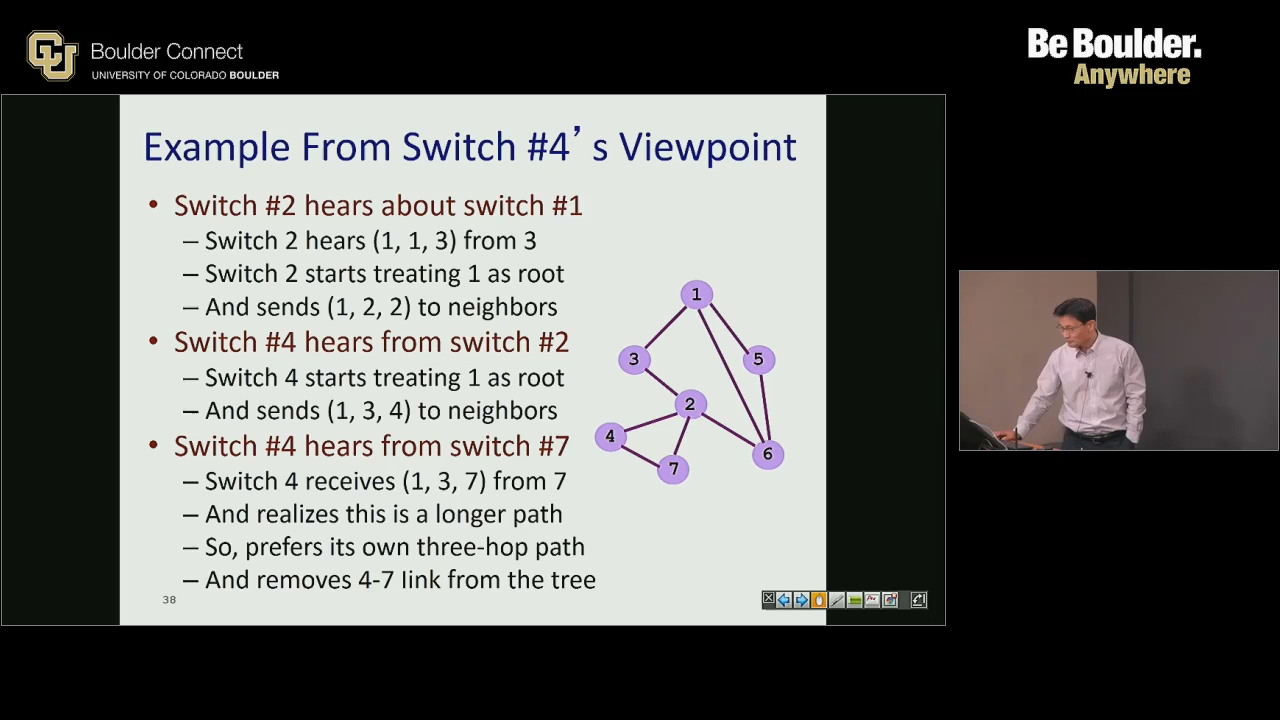 Boulder Connect
UNIVERSITY OF COLORADO BOULDER
Be Boulder.
Anywhere
Example From Switch #4’s Viewpoint
• Switch #2 hears about switch #1
– Switch 2 hears (1, 1, 3) from 3
– Switch 2 starts treating 1 as root
– And sends (1, 2, 2) to neighbors
• Switch #4 hears from switch #2
– Switch 4 starts treating 1 as root
– And sends (1, 3, 4) to neighbors
• Switch #4 hears from switch #7
– Switch 4 receives (1, 3, 7) from 7
– And realizes this is a longer path
– So, prefers its own three-hop path
– And removes 4-7 Iink from the tree
38
1
3
5
2
4
6
7